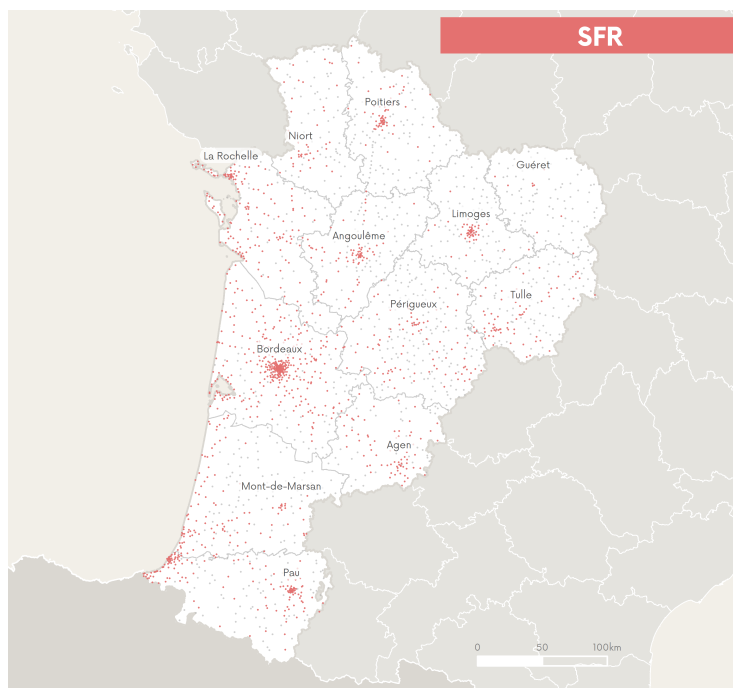 SFR
Poitiers
Niort
La Rochelle
Guéret
Limoges
Angoulême
Tulle
Périgueux
Bordeaux
Agen
Mont-de-Marsan
Pau
0 50 100km